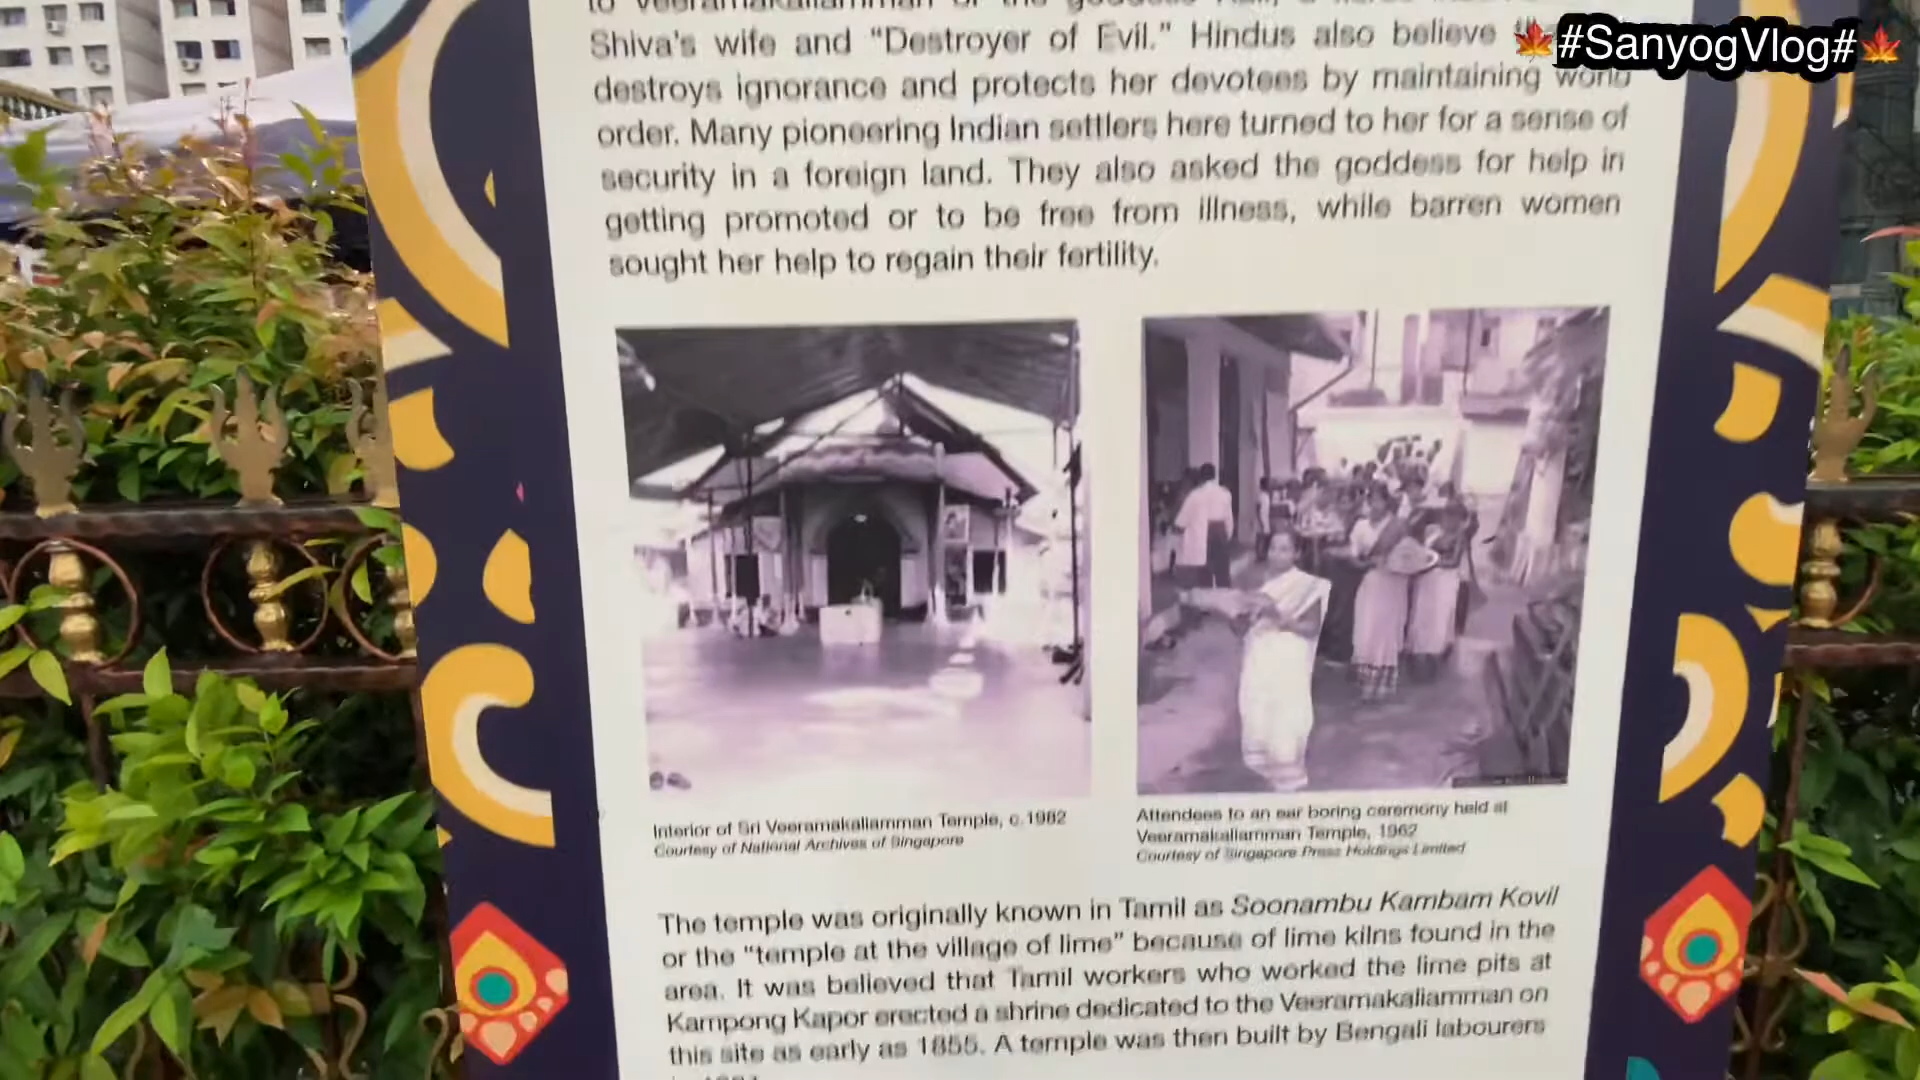 to Veeramakaliamman or the goddess Kali, a
Shiva's wife and "Destroyer of Evil." Hindus also believe
#SanyogVlog#
destroys ignorance and protects her devotees by maintaining world
order. Many pioneering Indian settlers here turned to her for a sense of
security in a foreign land. They also asked the goddess for help in
getting promoted or to be free from illness, while barren women
sought her help to regain their fertility.
Interior of Sri Veeramakaliamman Temple, c.1982
Courtesy of National Archives of Singapore
Attendees to an ear boring ceremony held at
Veeramakaliamman Temple, 1962
Courtesy of Singapore Press Holdings Limited
The temple was originally known in Tamil as Soonambu Kambam Kovil
or the "temple at the village of lime" because of lime kilns found in the
area. It was believed that Tamil workers who worked the lime pits at
Kampong Kapor erected a shrine dedicated to the Veeramakaliamman on
this site as early as 1855. A temple was then built by Bengali labourers